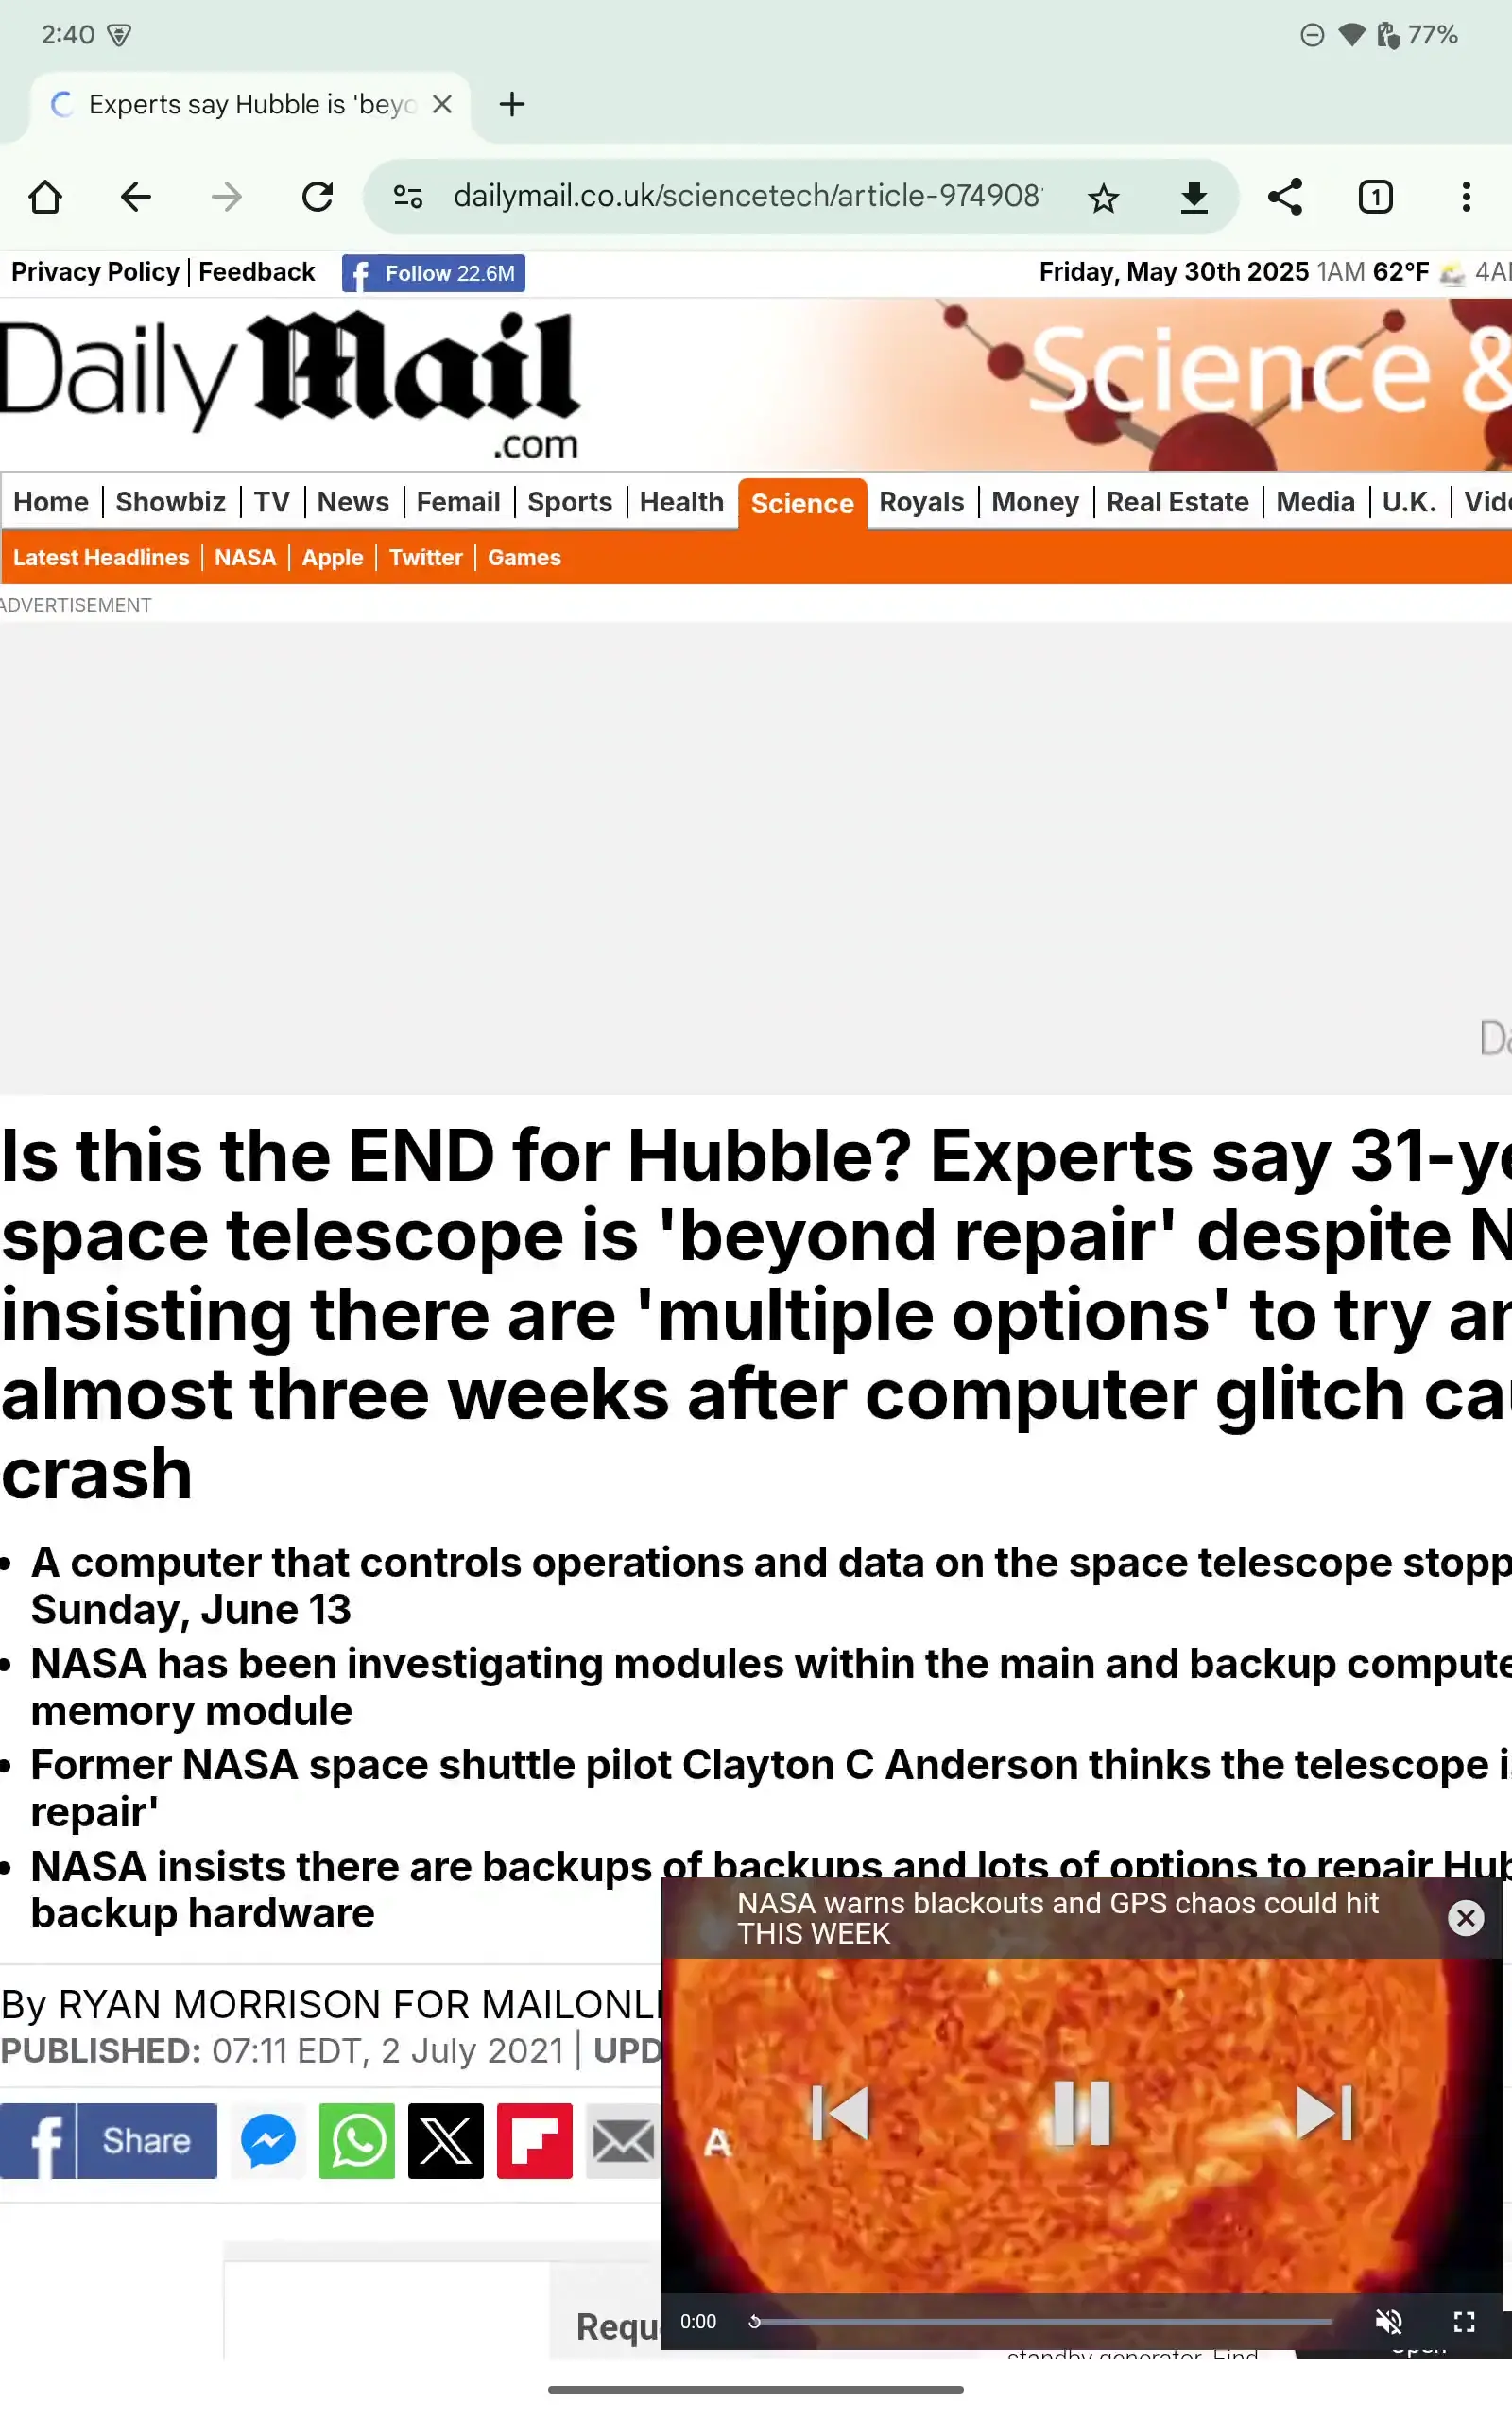 2:40
77%
Experts say Hubble is 'beyo
dailymail.co.uk/sciencetech/article-974908
1
Privacy Policy | Feedback
Follow 22.6M
Friday, May 30th 2025 1AM 62°F 4A
Daily Mail
.com
Science &
Home | Showbiz | TV | News | Femail | Sports | Health | Science | Royals | Money | Real Estate | Media | U.K. | Vid
Latest Headlines | NASA | Apple | Twitter | Games
ADVERTISEMENT
Da
Is this the END for Hubble? Experts say 31-ye
space telescope is 'beyond repair' despite N
insisting there are 'multiple options' to try an
almost three weeks after computer glitch cau
crash
• A computer that controls operations and data on the space telescope stopp
Sunday, June 13
• NASA has been investigating modules within the main and backup compute
memory module
• Former NASA space shuttle pilot Clayton C Anderson thinks the telescope i
repair'
• NASA insists there are backups of backups and lots of options to repair Hub
backup hardware
NASA warns blackouts and GPS chaos could hit
THIS WEEK
By RYAN MORRISON FOR MAILONLI
PUBLISHED: 07:11 EDT, 2 July 2021 | UPD
Share
A
Requ
0:00
standby generator. Find
Open